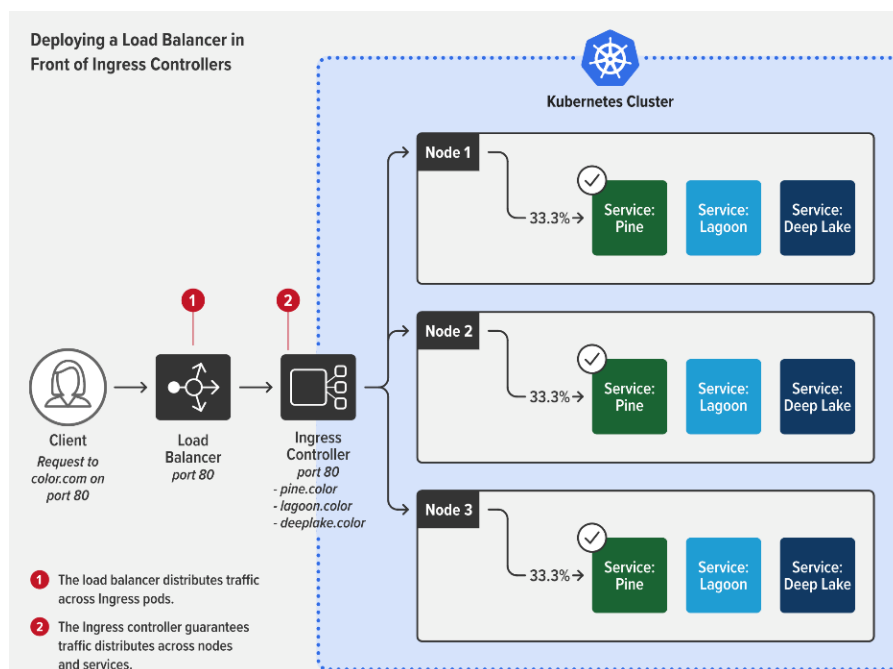 Deploying a Load Balancer in
Front of Ingress Controllers
Kubernetes Cluster
Node 1
33.3%
Service:
Pine
Service:
Lagoon
Service:
Deep Lake
1
2
Node 2
33.3%
Service:
Pine
Service:
Lagoon
Service:
Deep Lake
Client
Request to
color.com on
port 80
Load
Balancer
port 80
Ingress
Controller
port 80
- pine.color
- lagoon.color
- deeplake.color
Node 3
33.3%
Service:
Pine
Service:
Lagoon
Service:
Deep Lake
1 The load balancer distributes traffic
across Ingress pods.
2 The Ingress controller guarantees
traffic distributes across nodes
and services.